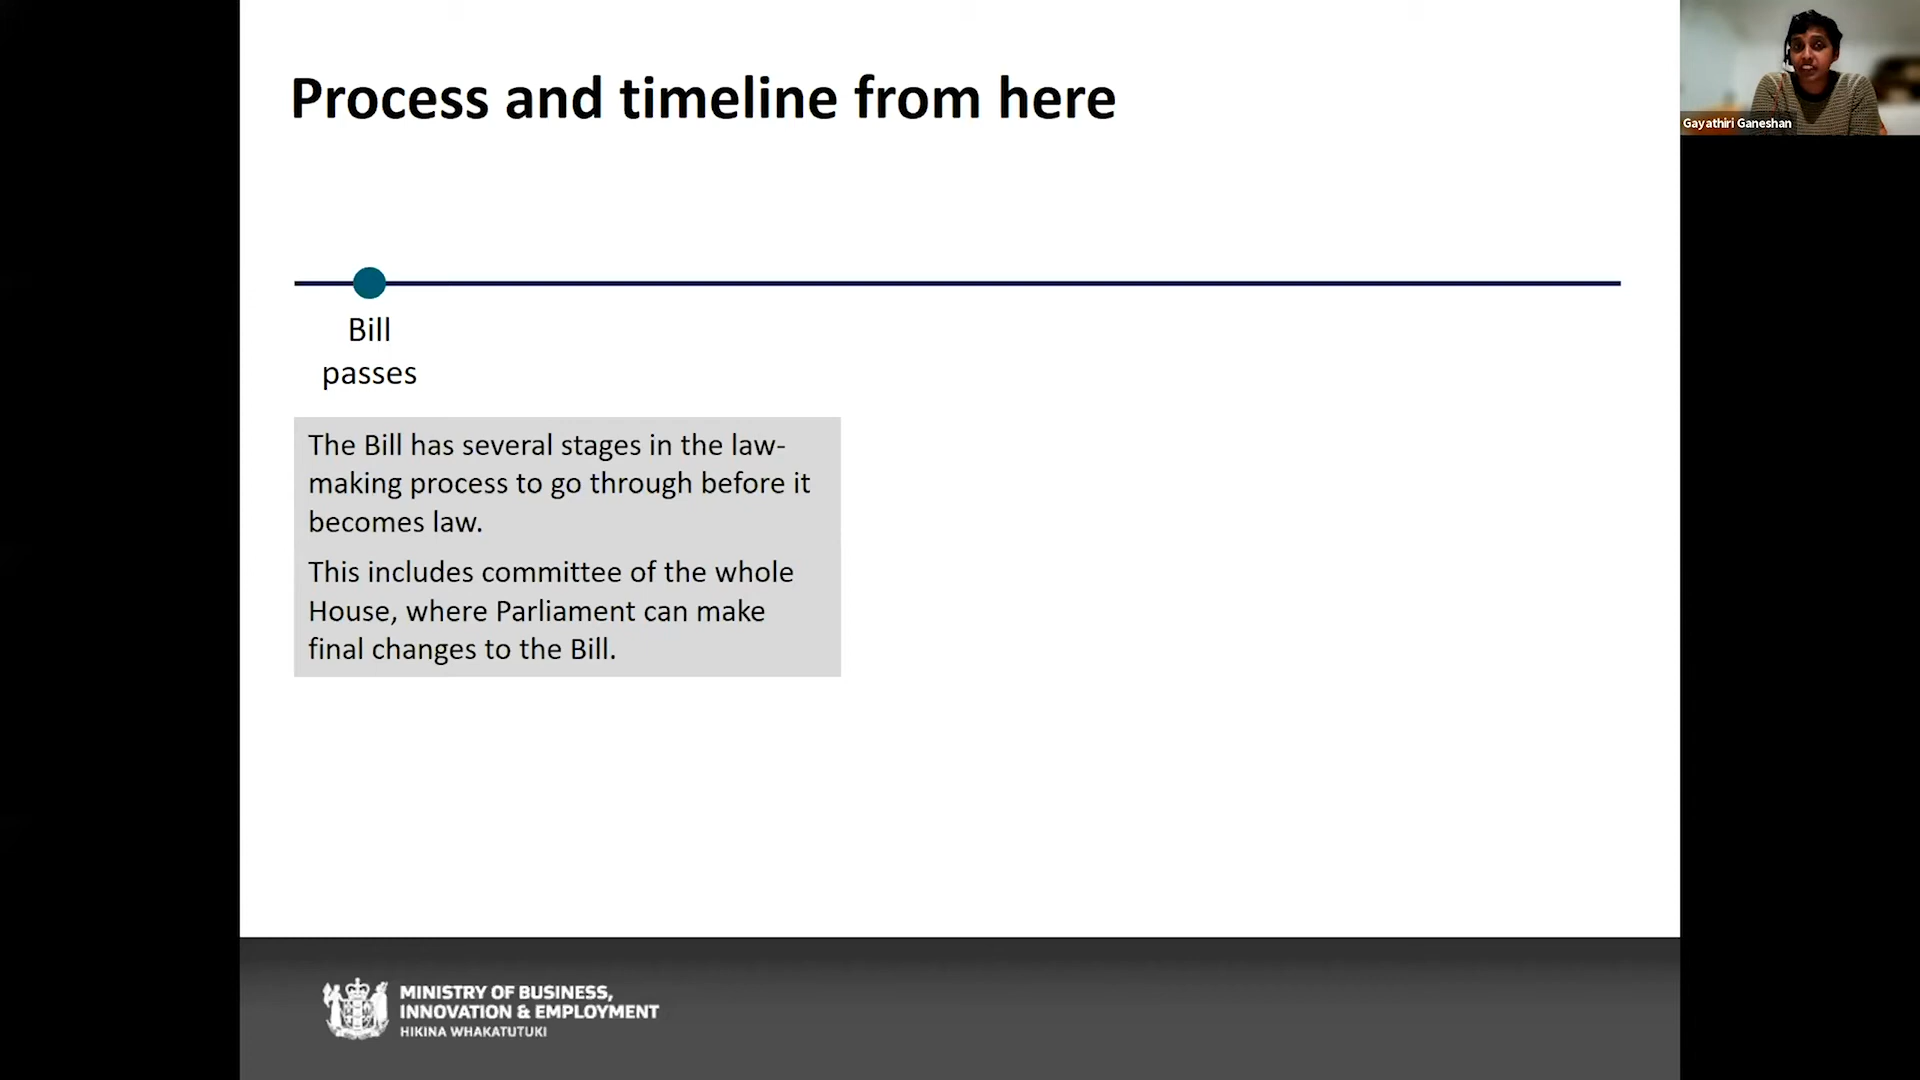 Process and timeline from here
Gayathiri Ganeshan
Bill
passes
The Bill has several stages in the law-
making process to go through before it
becomes law.
This includes committee of the whole
House, where Parliament can make
final changes to the Bill.
MINISTRY OF BUSINESS,
INNOVATION & EMPLOYMENT
HIKINA WHAKATUTUKI